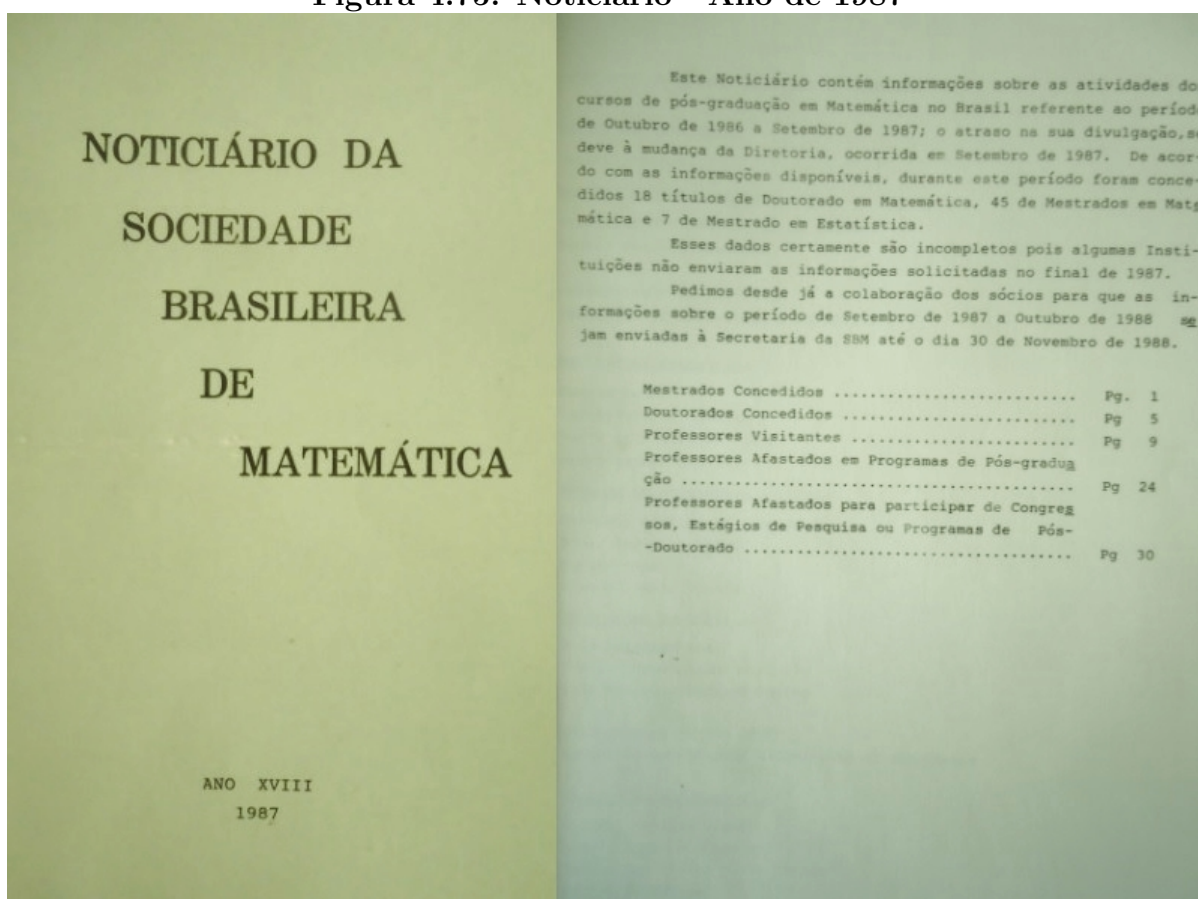 NOTICIÁRIO DA
SOCIEDADE
BRASILEIRA
DE
MATEMÁTICA
ANO XVIII
1987
Este Noticiário contém informações sobre as atividades do
cursos de pós-graduação em Matemática no Brasil referente ao períod
de Outubro de 1986 a Setembro de 1987; o atraso na sua divulgação,s
deve à mudança da Diretoria, ocorrida em Setembro de 1987. De acor-
do com as informações disponíveis, durante este período foram conce-
didos 18 títulos de Doutorado em Matemática, 45 de Mestrados em Mate
mática e 7 de Mestrado em Estatística.
Esses dados certamente são incompletos pois algumas Insti-
tuições não enviaram as informações solicitadas no final de 1987.
Pedimos desde já a colaboração dos sócios para que as in-
formações sobre o período de Setembro de 1987 a Outubro de 1988 se
jam enviadas à Secretaria da SBM até o dia 30 de Novembro de 1988.
Mestrados Concedidos ........................... Pg. 1
Doutorados Concedidos .......................... Pg 5
Professores Visitantes ......................... Pg 9
Professores Afastados em Programas de Pós-gradua
ção ............................................ Pg 24
Professores Afastados para participar de Congres
sos, Estágios de Pesquisa ou Programas de Pós-
-Doutorado ..................................... Pg 30